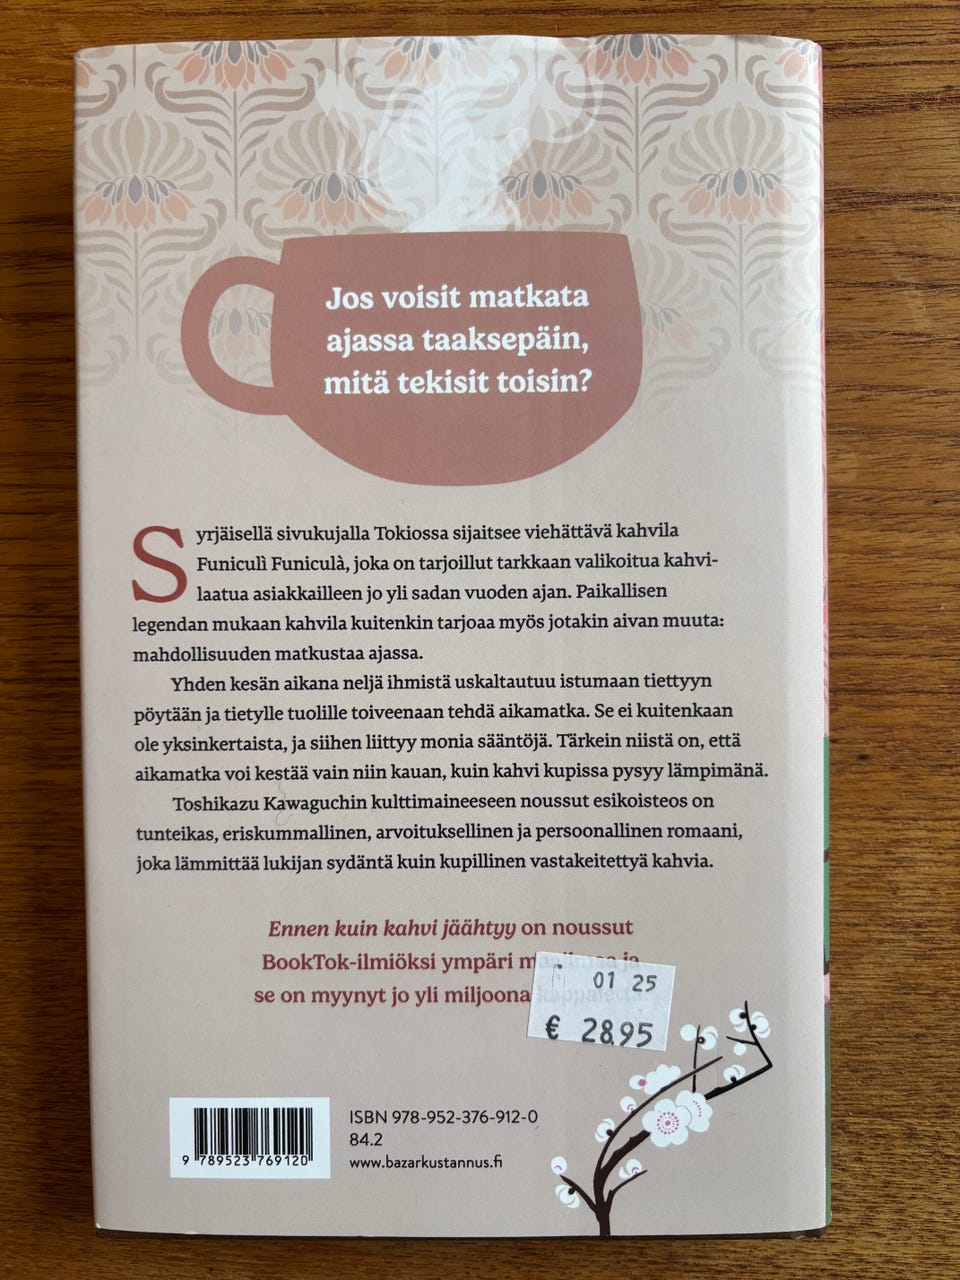 Jos voisit matkata
ajassa taaksepäin,
mitä tekisit toisin?
Syrjäisellä sivukujalla Tokiossa sijaitsee viehättävä kahvila
Funiculì Funiculà, joka on tarjoillut tarkkaan valikoitua kahvi-
laatua asiakkailleen jo yli sadan vuoden ajan. Paikallisen
legendan mukaan kahvila kuitenkin tarjoaa myös jotakin aivan muuta:
mahdollisuuden matkustaa ajassa.
Yhden kesän aikana neljä ihmistä uskaltautuu istumaan tiettyyn
pöytään ja tietylle tuolille toiveenaan tehdä aikamatka. Se ei kuitenkaan
ole yksinkertaista, ja siihen liittyy monia sääntöjä. Tärkein niistä on, että
aikamatka voi kestää vain niin kauan, kuin kahvi kupissa pysyy lämpimänä.
Toshikazu Kawaguchin kulttimaineeseen noussut esikoisteos on
tunteikas, eriskummallinen, arvoituksellinen ja persoonallinen romaani,
joka lämmittää lukijan sydäntä kuin kupillinen vastakeitettyä kahvia.
Ennen kuin kahvi jäähtyy on noussut
BookTok-ilmiöksi ympäri maailmaa ja
se on myynyt jo yli miljoona kappaletta.
01 25
€ 28.95
ISBN 978-952-376-912-0
84.2
www.bazarkustannus.fi
9 789523 769120